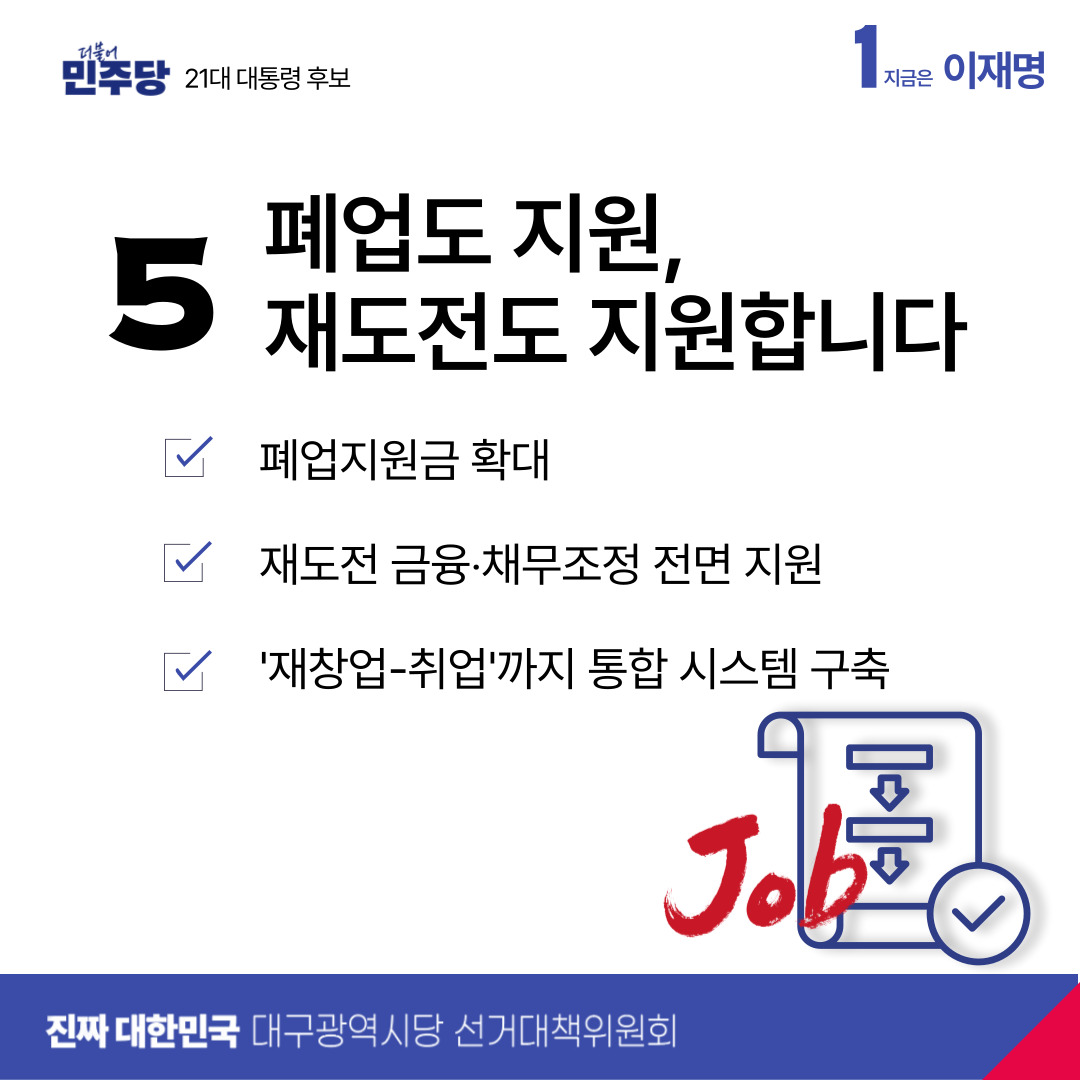 더불어
민주당 21대 대통령 후보
1 지금은 이재명
5
폐업도 지원,
재도전도 지원합니다
폐업지원금 확대
재도전 금융·채무조정 전면 지원
'재창업-취업'까지 통합 시스템 구축
Job
진짜 대한민국 대구광역시당 선거대책위원회